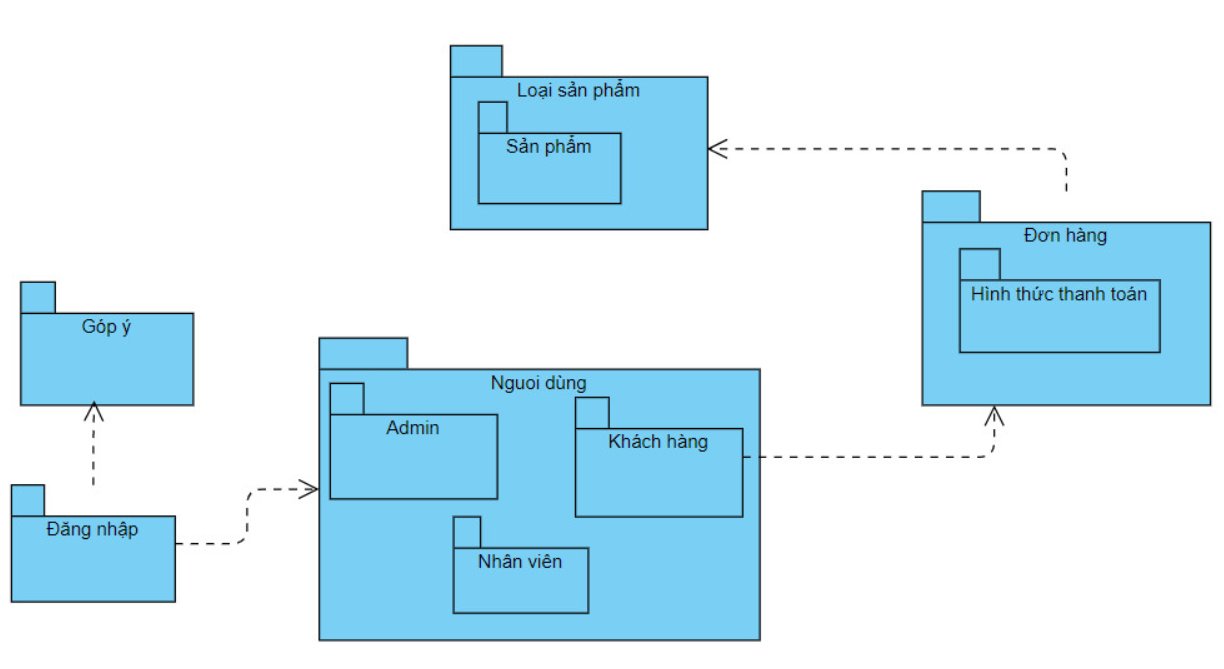 Loại sản phẩm
Sản phẩm
Đơn hàng
Hình thức thanh toán
Góp ý
Nguoi dùng
Admin
Khách hàng
Đăng nhập
Nhân viên